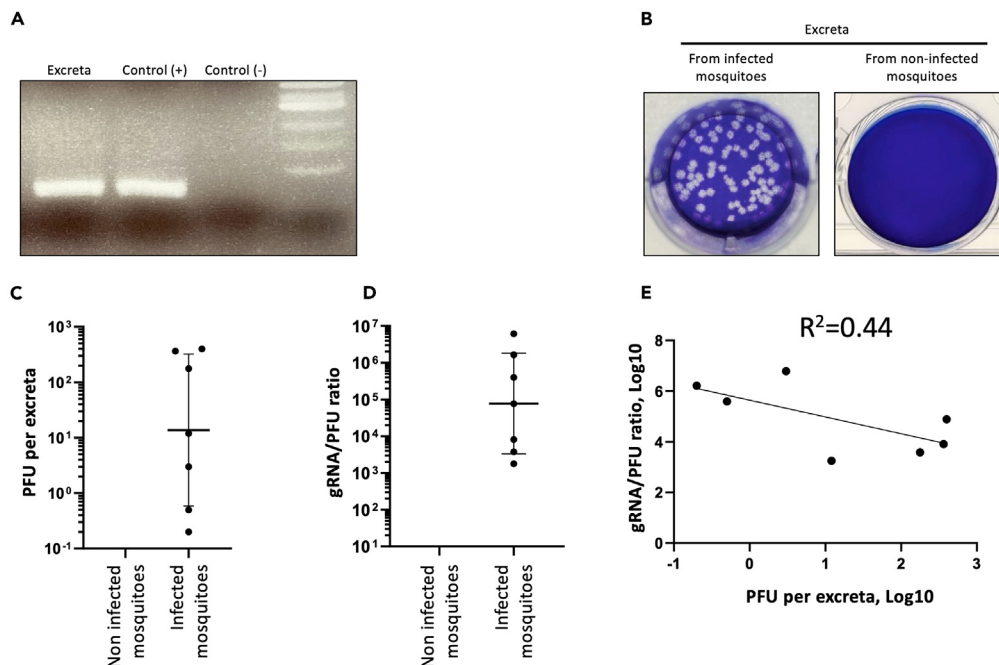 A
Excreta Control (+) Control (-)
B
Excreta
From infected
mosquitoes
From non-infected
mosquitoes
C
PFU per excreta
10³
10²
10¹
10⁰
10⁻¹
Non infected
mosquitoes
Infected
mosquitoes
D
gRNA/PFU ratio
10⁷
10⁶
10⁵
10⁴
10³
10²
10¹
Non infected
mosquitoes
Infected
mosquitoes
E
R²=0.44
gRNA/PFU ratio, Log10
8
6
4
2
0
-1 0 1 2 3
PFU per excreta, Log10